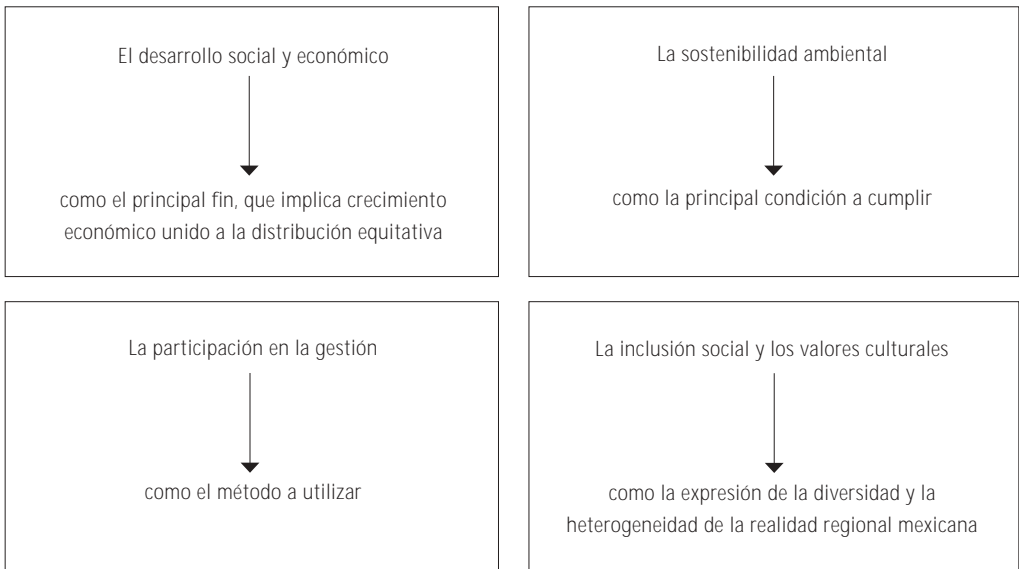 El desarrollo social y económico
como el principal fin, que implica crecimiento
económico unido a la distribución equitativa
La sostenibilidad ambiental
como la principal condición a cumplir
La participación en la gestión
como el método a utilizar
La inclusión social y los valores culturales
como la expresión de la diversidad y la
heterogeneidad de la realidad regional mexicana